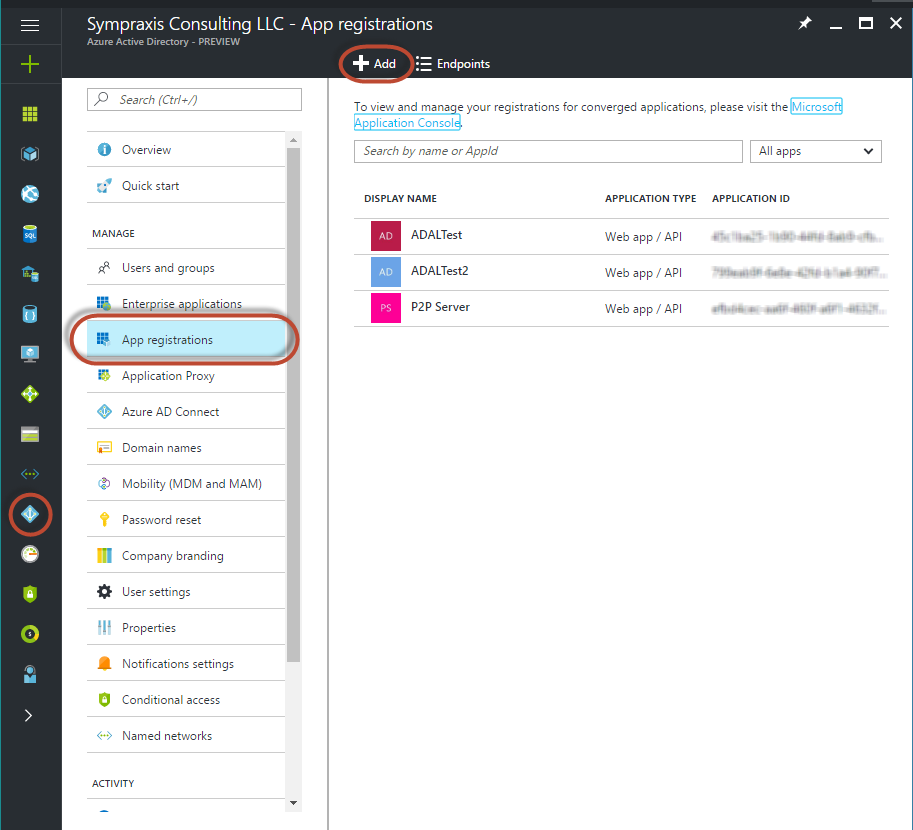 Sympraxis Consulting LLC - App registrations
Azure Active Directory - PREVIEW
Add
Endpoints
Search (Ctrl+/)
Overview
Quick start
MANAGE
Users and groups
Enterprise applications
App registrations
Application Proxy
Azure AD Connect
Domain names
Mobility (MDM and MAM)
Password reset
Company branding
User settings
Properties
Notifications settings
Conditional access
Named networks
ACTIVITY
To view and manage your registrations for converged applications, please visit the Microsoft
Application Console.
Search by name or AppId
All apps
DISPLAY NAME APPLICATION TYPE APPLICATION ID
AD ADALTest Web app / API
AD ADALTest2 Web app / API
PS P2P Server Web app / API
SQL